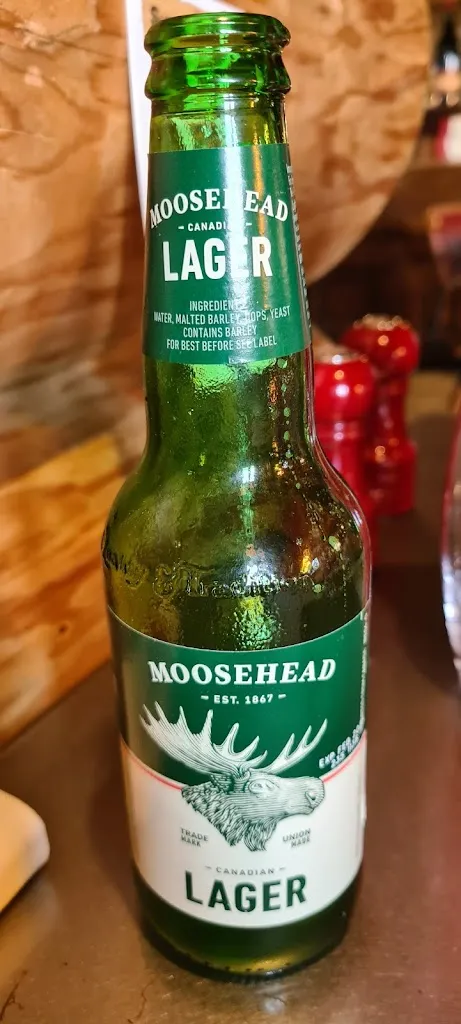 MOOSEHEAD
- CANADIAN -
LAGER
INGREDIENTS:
WATER, MALTED BARLEY, HOPS, YEAST
CONTAINS BARLEY
FOR BEST BEFORE SEE LABEL
MOOSEHEAD
- EST. 1867 -
TRADE
MARK
UNION
MADE
- CANADIAN -
LAGER